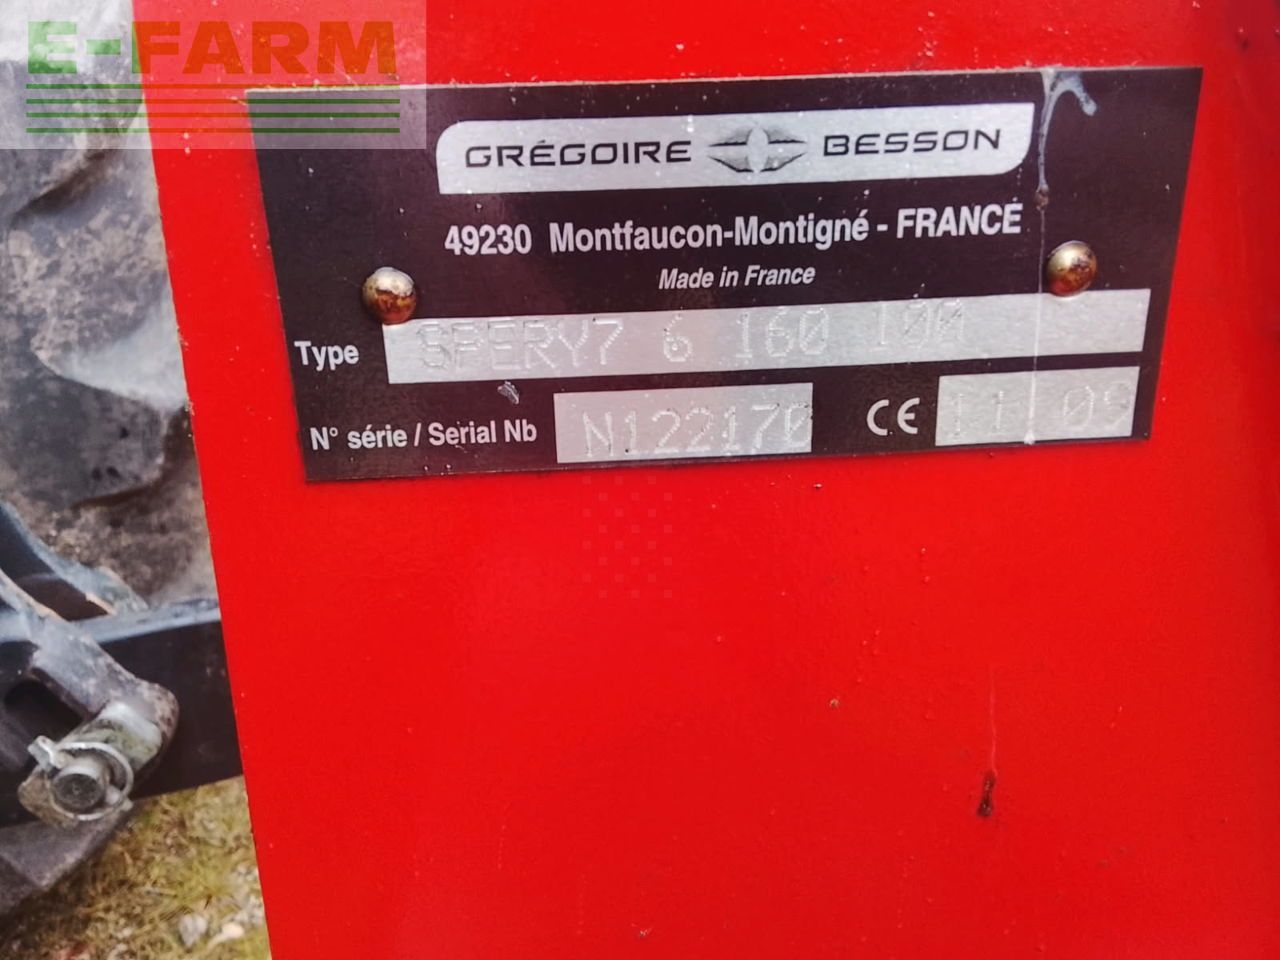 E-FARM
GRÉGOIRE BESSON
49230 Montfaucon-Montigné - FRANCE
Made in France
Type SPERY7 6 160 100
N° série / Serial Nb N122170 CE 11 09